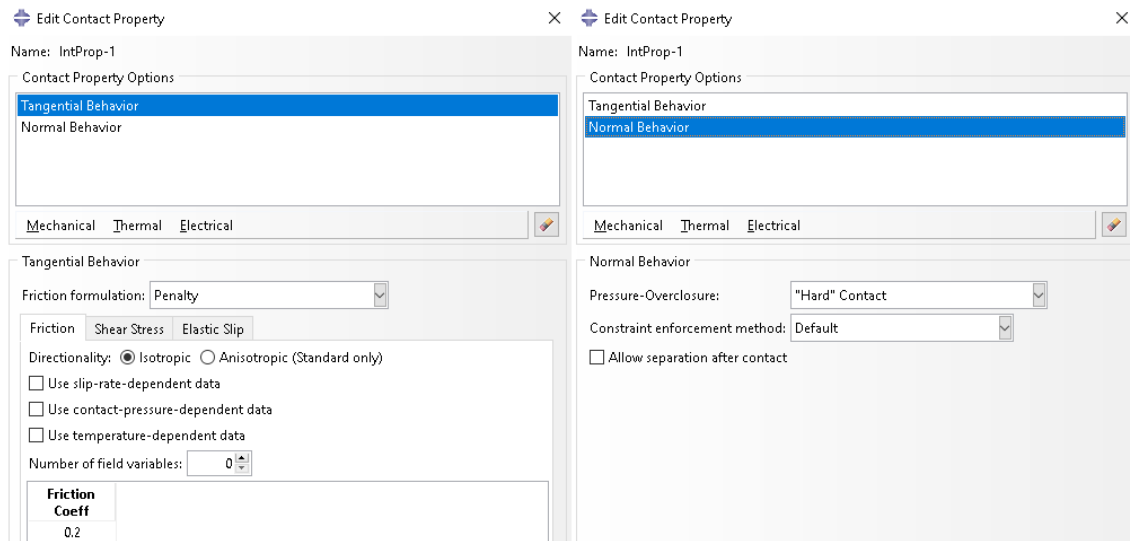 Edit Contact Property
Name: IntProp-1
Contact Property Options
Tangential Behavior
Normal Behavior
Mechanical Thermal Electrical
Tangential Behavior
Friction formulation: Penalty
Friction Shear Stress Elastic Slip
Directionality: Isotropic Anisotropic (Standard only)
Use slip-rate-dependent data
Use contact-pressure-dependent data
Use temperature-dependent data
Number of field variables: 0
Friction
Coeff
0.2
Edit Contact Property
Name: IntProp-1
Contact Property Options
Tangential Behavior
Normal Behavior
Mechanical Thermal Electrical
Normal Behavior
Pressure-Overclosure: "Hard" Contact
Constraint enforcement method: Default
Allow separation after contact